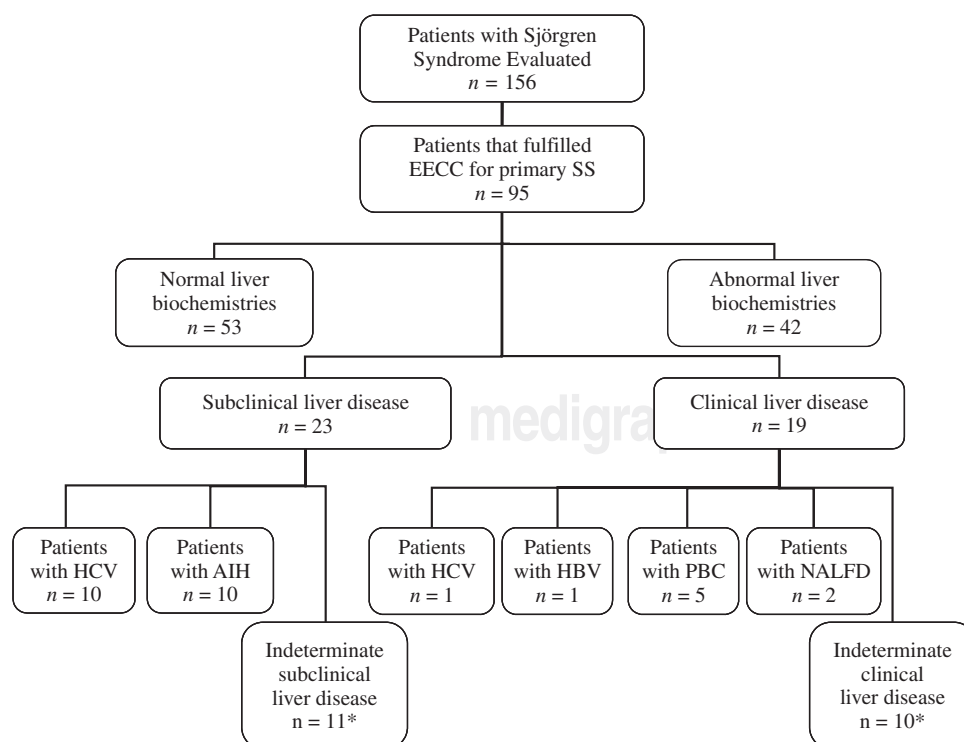 Patients with Sjörgren
Syndrome Evaluated
n = 156
Patients that fulfilled
EECC for primary SS
n = 95
Normal liver
biochemistries
n = 53
Abnormal liver
biochemistries
n = 42
Subclinical liver disease
n = 23
medigra
Clinical liver disease
n = 19
Patients
with HCV
n = 10
Patients
with AIH
n = 10
Patients
with HCV
n = 1
Patients
with HBV
n = 1
Patients
with PBC
n = 5
Patients
with NALFD
n = 2
Indeterminate
subclinical
liver disease
n = 11*
Indeterminate
clinical
liver disease
n = 10*